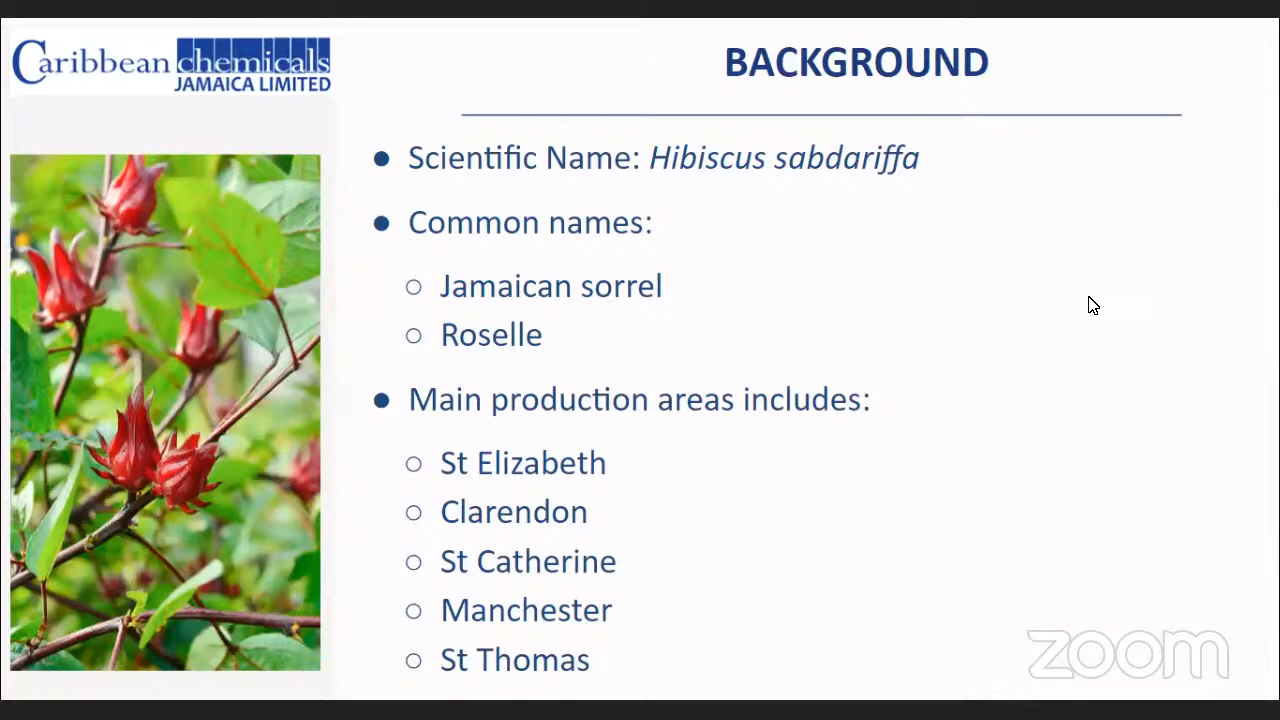 Caribbean chemicals
JAMAICA LIMITED
BACKGROUND
● Scientific Name: Hibiscus sabdariffa
● Common names:
○ Jamaican sorrel
○ Roselle
● Main production areas includes:
○ St Elizabeth
○ Clarendon
○ St Catherine
○ Manchester
○ St Thomas
zoom